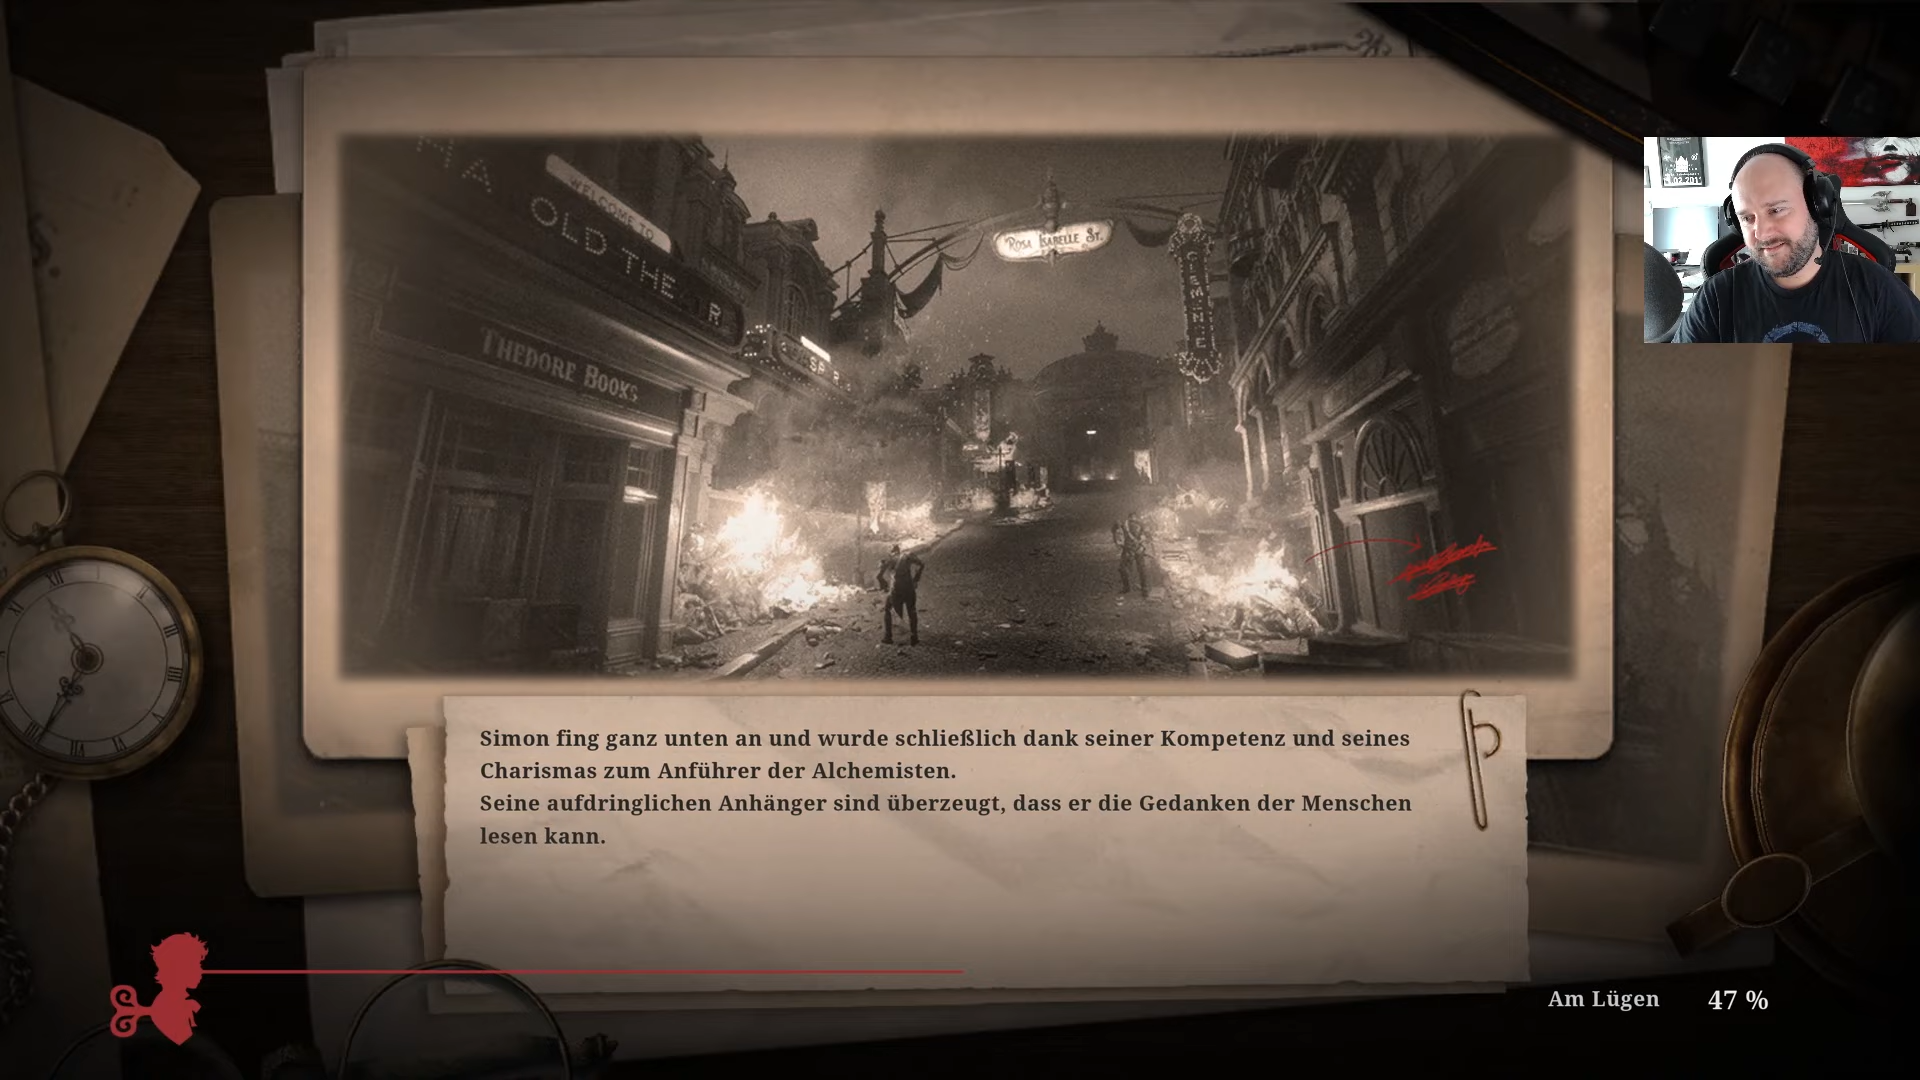 WELCOME TO
OLD THE
R
THEDORE BOOKS
ROSA ISABELLE ST.
Simon fing ganz unten an und wurde schließlich dank seiner Kompetenz und seines
Charismas zum Anführer der Alchemisten.
Seine aufdringlichen Anhänger sind überzeugt, dass er die Gedanken der Menschen
lesen kann.
Am Lügen 47 %